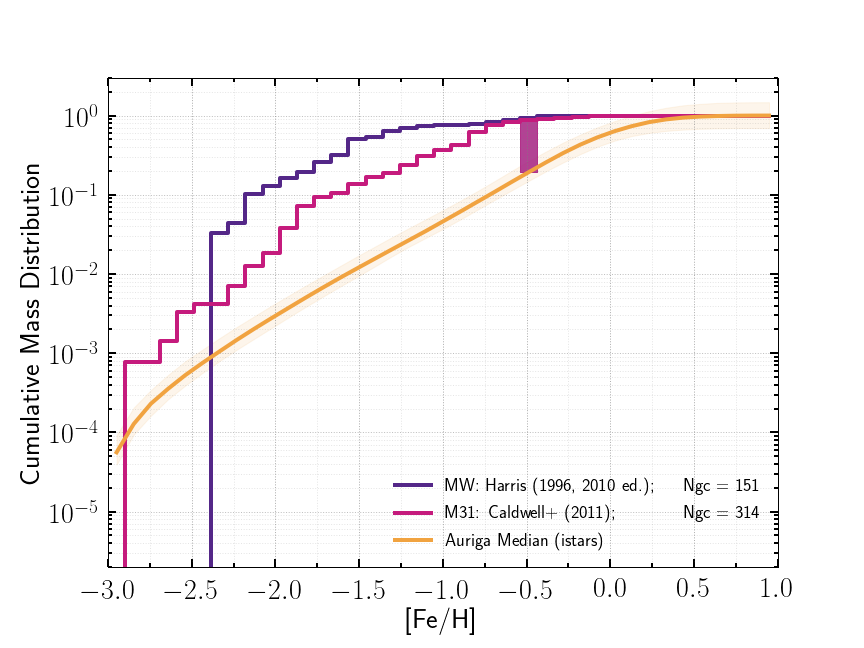 10⁰
10⁻¹
10⁻²
10⁻³
10⁻⁴
10⁻⁵
Cumulative Mass Distribution
MW: Harris (1996, 2010 ed.); Ngc = 151
M31: Caldwell+ (2011); Ngc = 314
Auriga Median (istars)
−3.0 −2.5 −2.0 −1.5 −1.0 −0.5 0.0 0.5 1.0
[Fe/H]